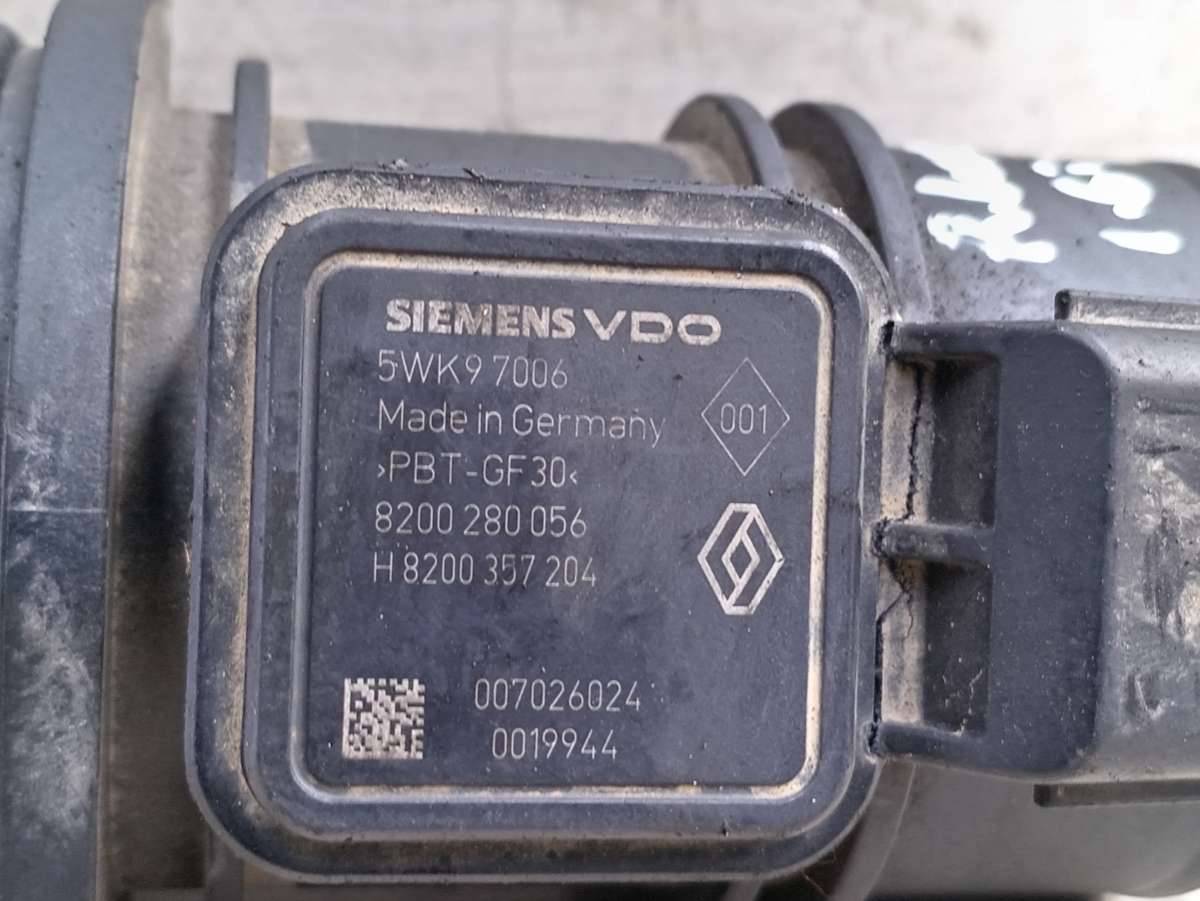 SIEMENS VDO
5WK9 7006
Made in Germany
001
>PBT-GF30<
8200 280 056
H 8200 357 204
007026024
0019944